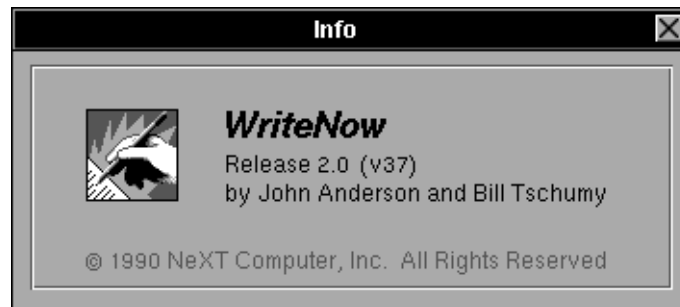 Info
WriteNow
Release 2.0 (v37)
by John Anderson and Bill Tschumy
© 1990 NeXT Computer, Inc.  All Rights Reserved